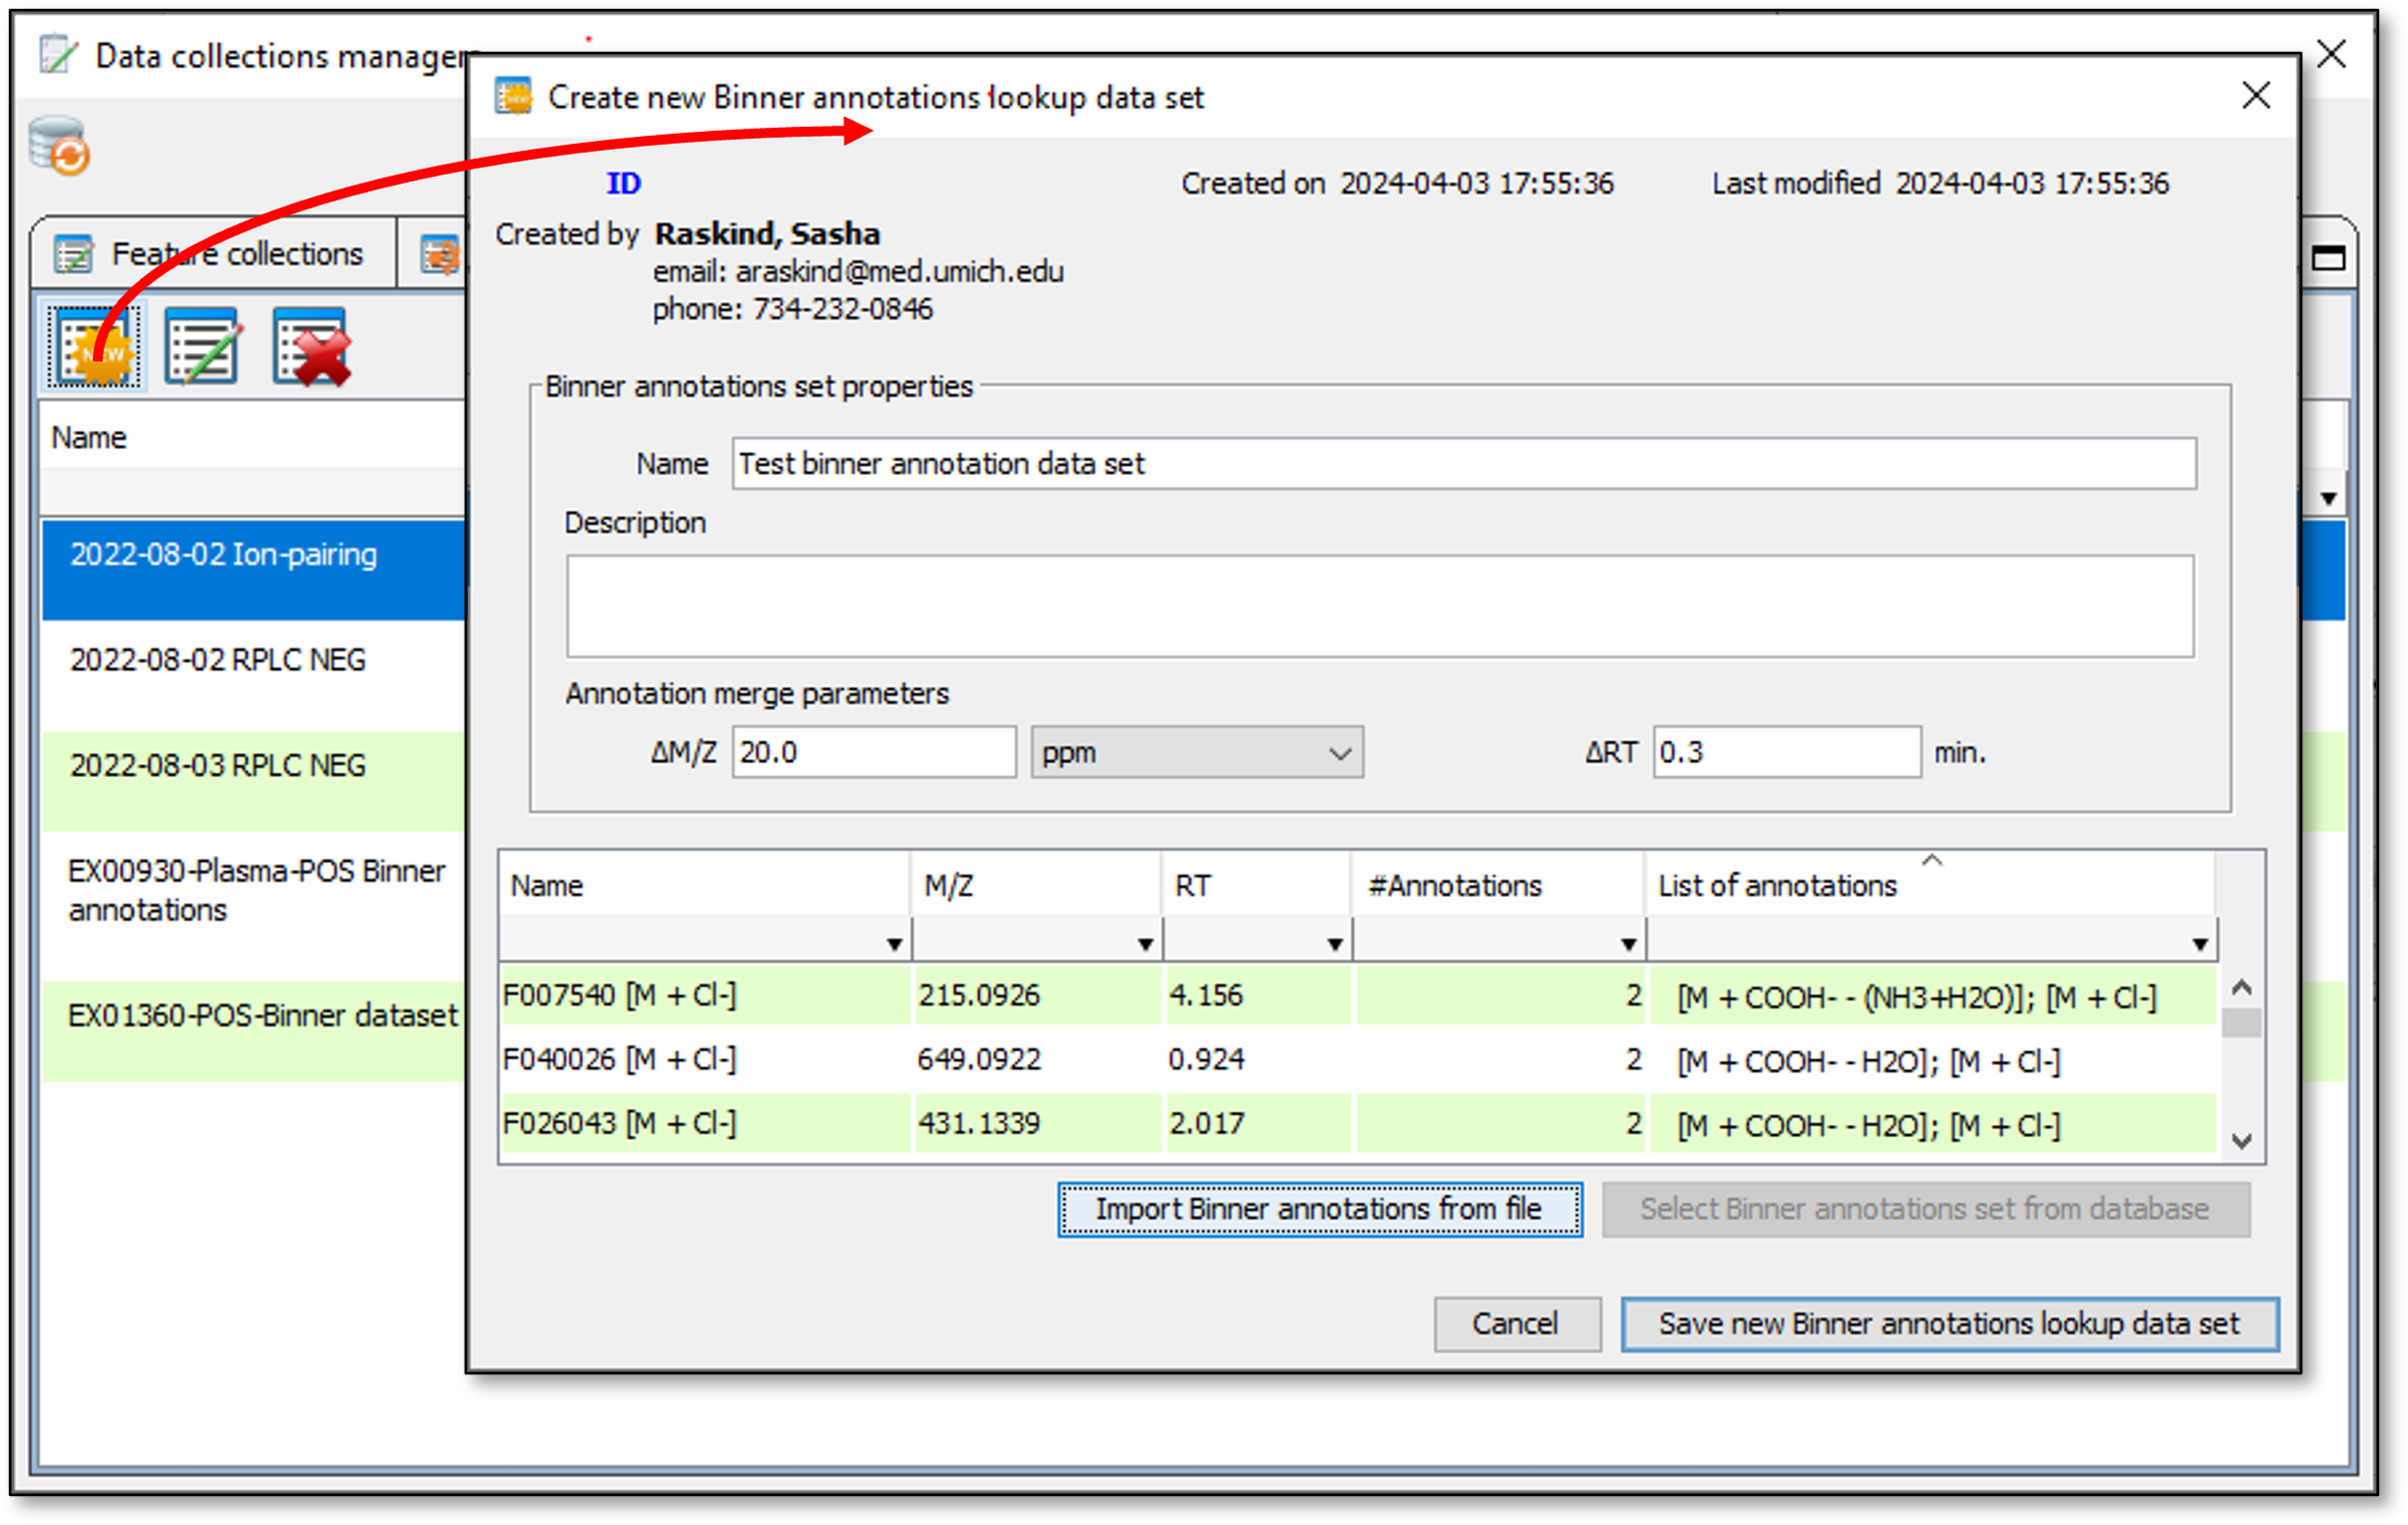 Data collections manager
Create new Binner annotations lookup data set
ID
Created on 2024-04-03 17:55:36
Last modified 2024-04-03 17:55:36
Created by Raskind, Sasha
email: araskind@med.umich.edu
phone: 734-232-0846
Feature collections
NEW
Name
2022-08-02 Ion-pairing
2022-08-02 RPLC NEG
2022-08-03 RPLC NEG
EX00930-Plasma-POS Binner
annotations
EX01360-POS-Binner dataset
Binner annotations set properties
Name Test binner annotation data set
Description
Annotation merge parameters
ΔM/Z 20.0 ppm ΔRT 0.3 min.
Name M/Z RT #Annotations List of annotations
F007540 [M + Cl-] 215.0926 4.156 2 [M + COOH- - (NH3+H2O)]; [M + Cl-]
F040026 [M + Cl-] 649.0922 0.924 2 [M + COOH- - H2O]; [M + Cl-]
F026043 [M + Cl-] 431.1339 2.017 2 [M + COOH- - H2O]; [M + Cl-]
Import Binner annotations from file Select Binner annotations set from database
Cancel Save new Binner annotations lookup data set